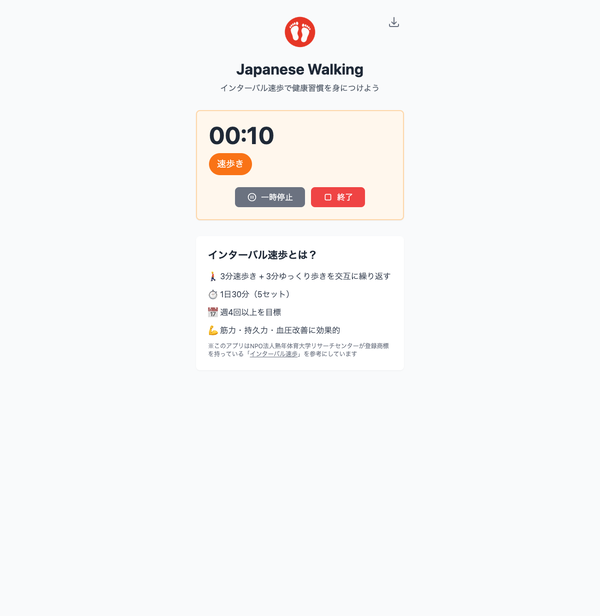 Japanese Walking
インターバル速歩で健康習慣を身につけよう
00:10
速歩き
一時停止
終了
インターバル速歩とは？
3分速歩き + 3分ゆっくり歩きを交互に繰り返す
1日30分（5セット）
週4回以上を目標
筋力・持久力・血圧改善に効果的
※このアプリはNPO法人熟年体育大学リサーチセンターが登録商標
を持っている「インターバル速歩」を参考にしています